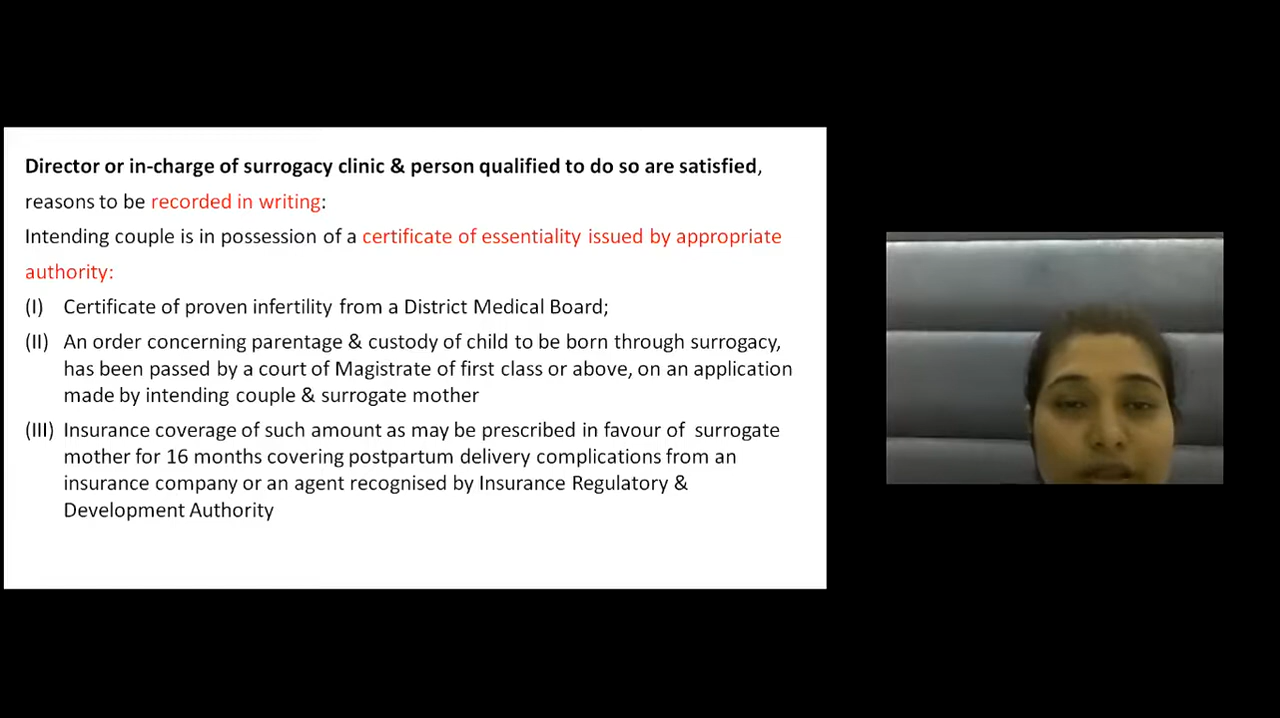 Director or in-charge of surrogacy clinic & person qualified to do so are satisfied,
reasons to be recorded in writing:
Intending couple is in possession of a certificate of essentiality issued by appropriate
authority:
(I) Certificate of proven infertility from a District Medical Board;
(II) An order concerning parentage & custody of child to be born through surrogacy,
has been passed by a court of Magistrate of first class or above, on an application
made by intending couple & surrogate mother
(III) Insurance coverage of such amount as may be prescribed in favour of surrogate
mother for 16 months covering postpartum delivery complications from an
insurance company or an agent recognised by Insurance Regulatory &
Development Authority